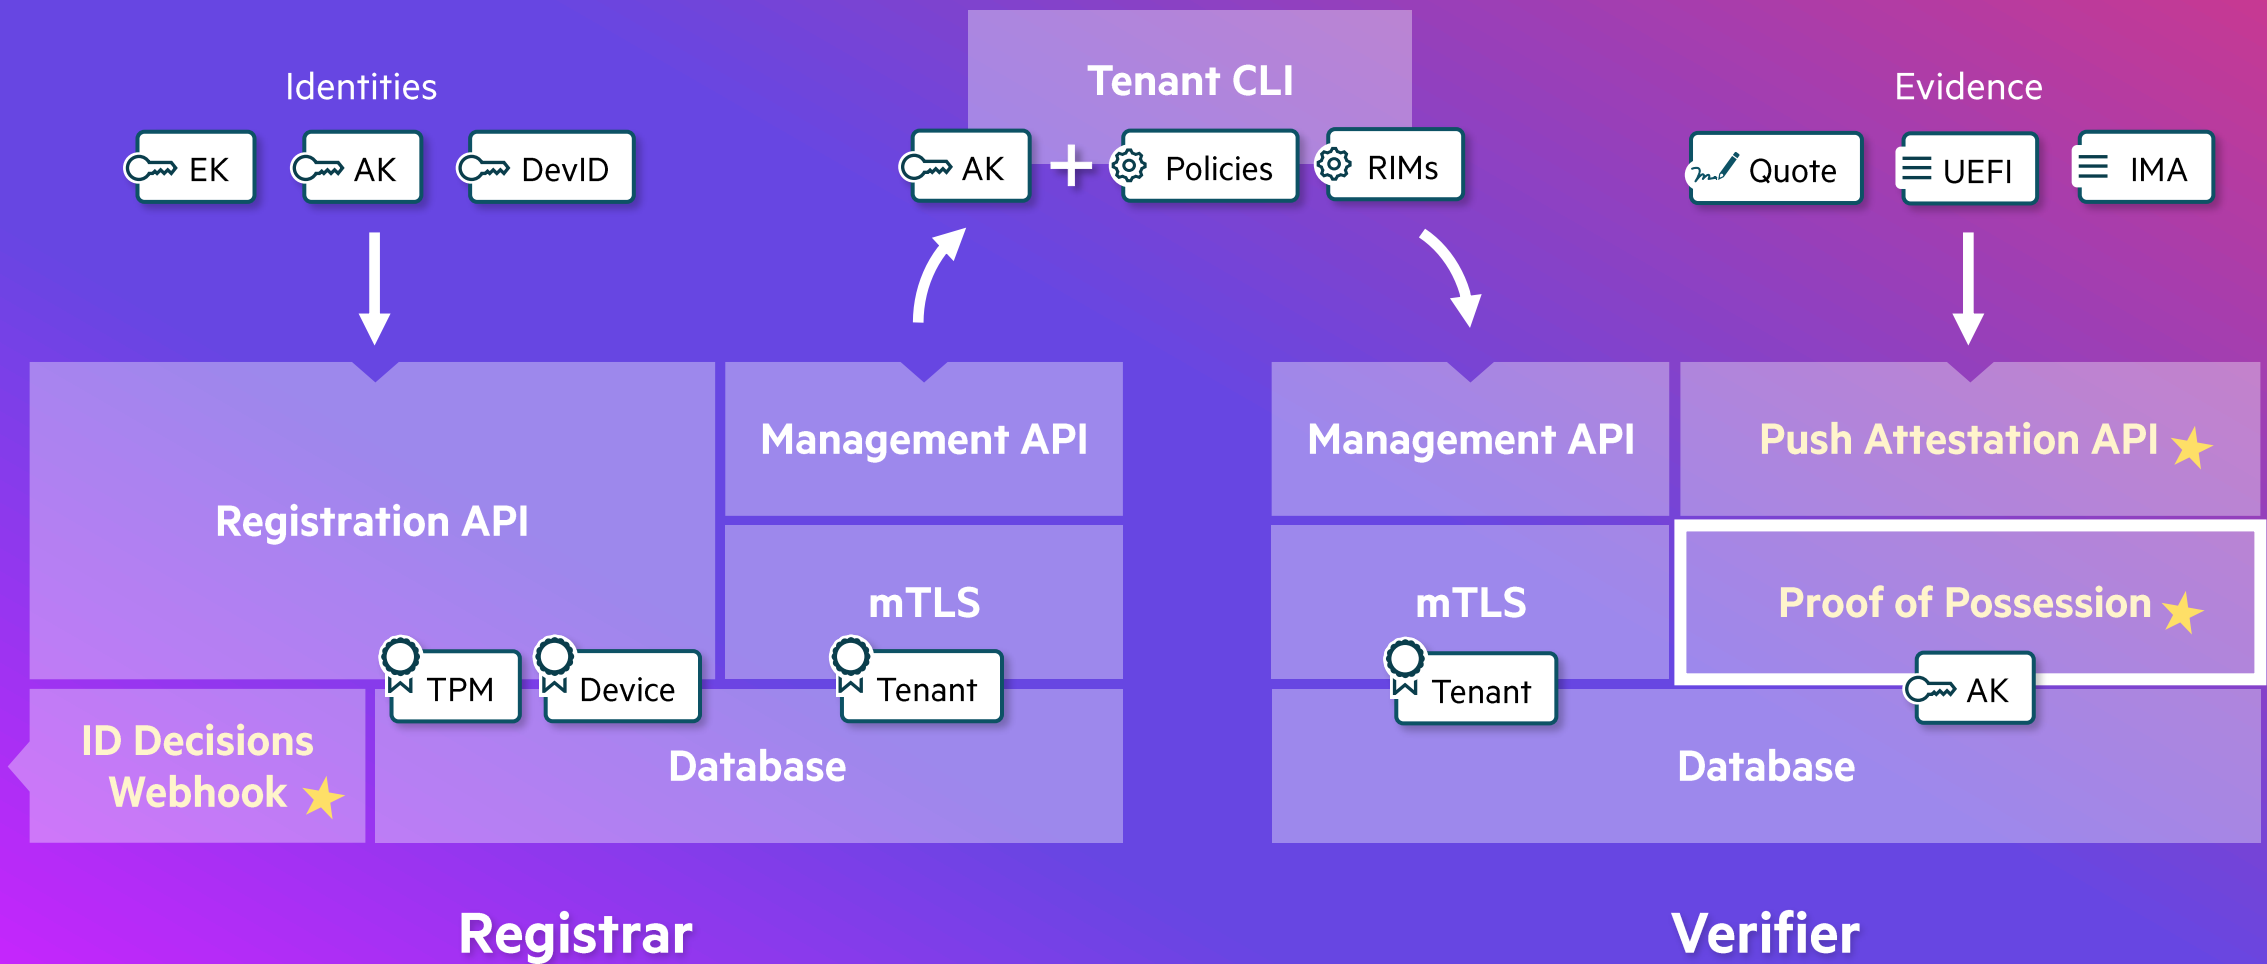 Tenant CLI
Identities
Evidence
EK
AK
DevID
AK
+
Policies
RIMs
Quote
UEFI
IMA
Registration API
Management API
Management API
Push Attestation API
mTLS
mTLS
Proof of Possession
TPM
Device
Tenant
Tenant
AK
ID Decisions
Webhook
Database
Database
Registrar
Verifier